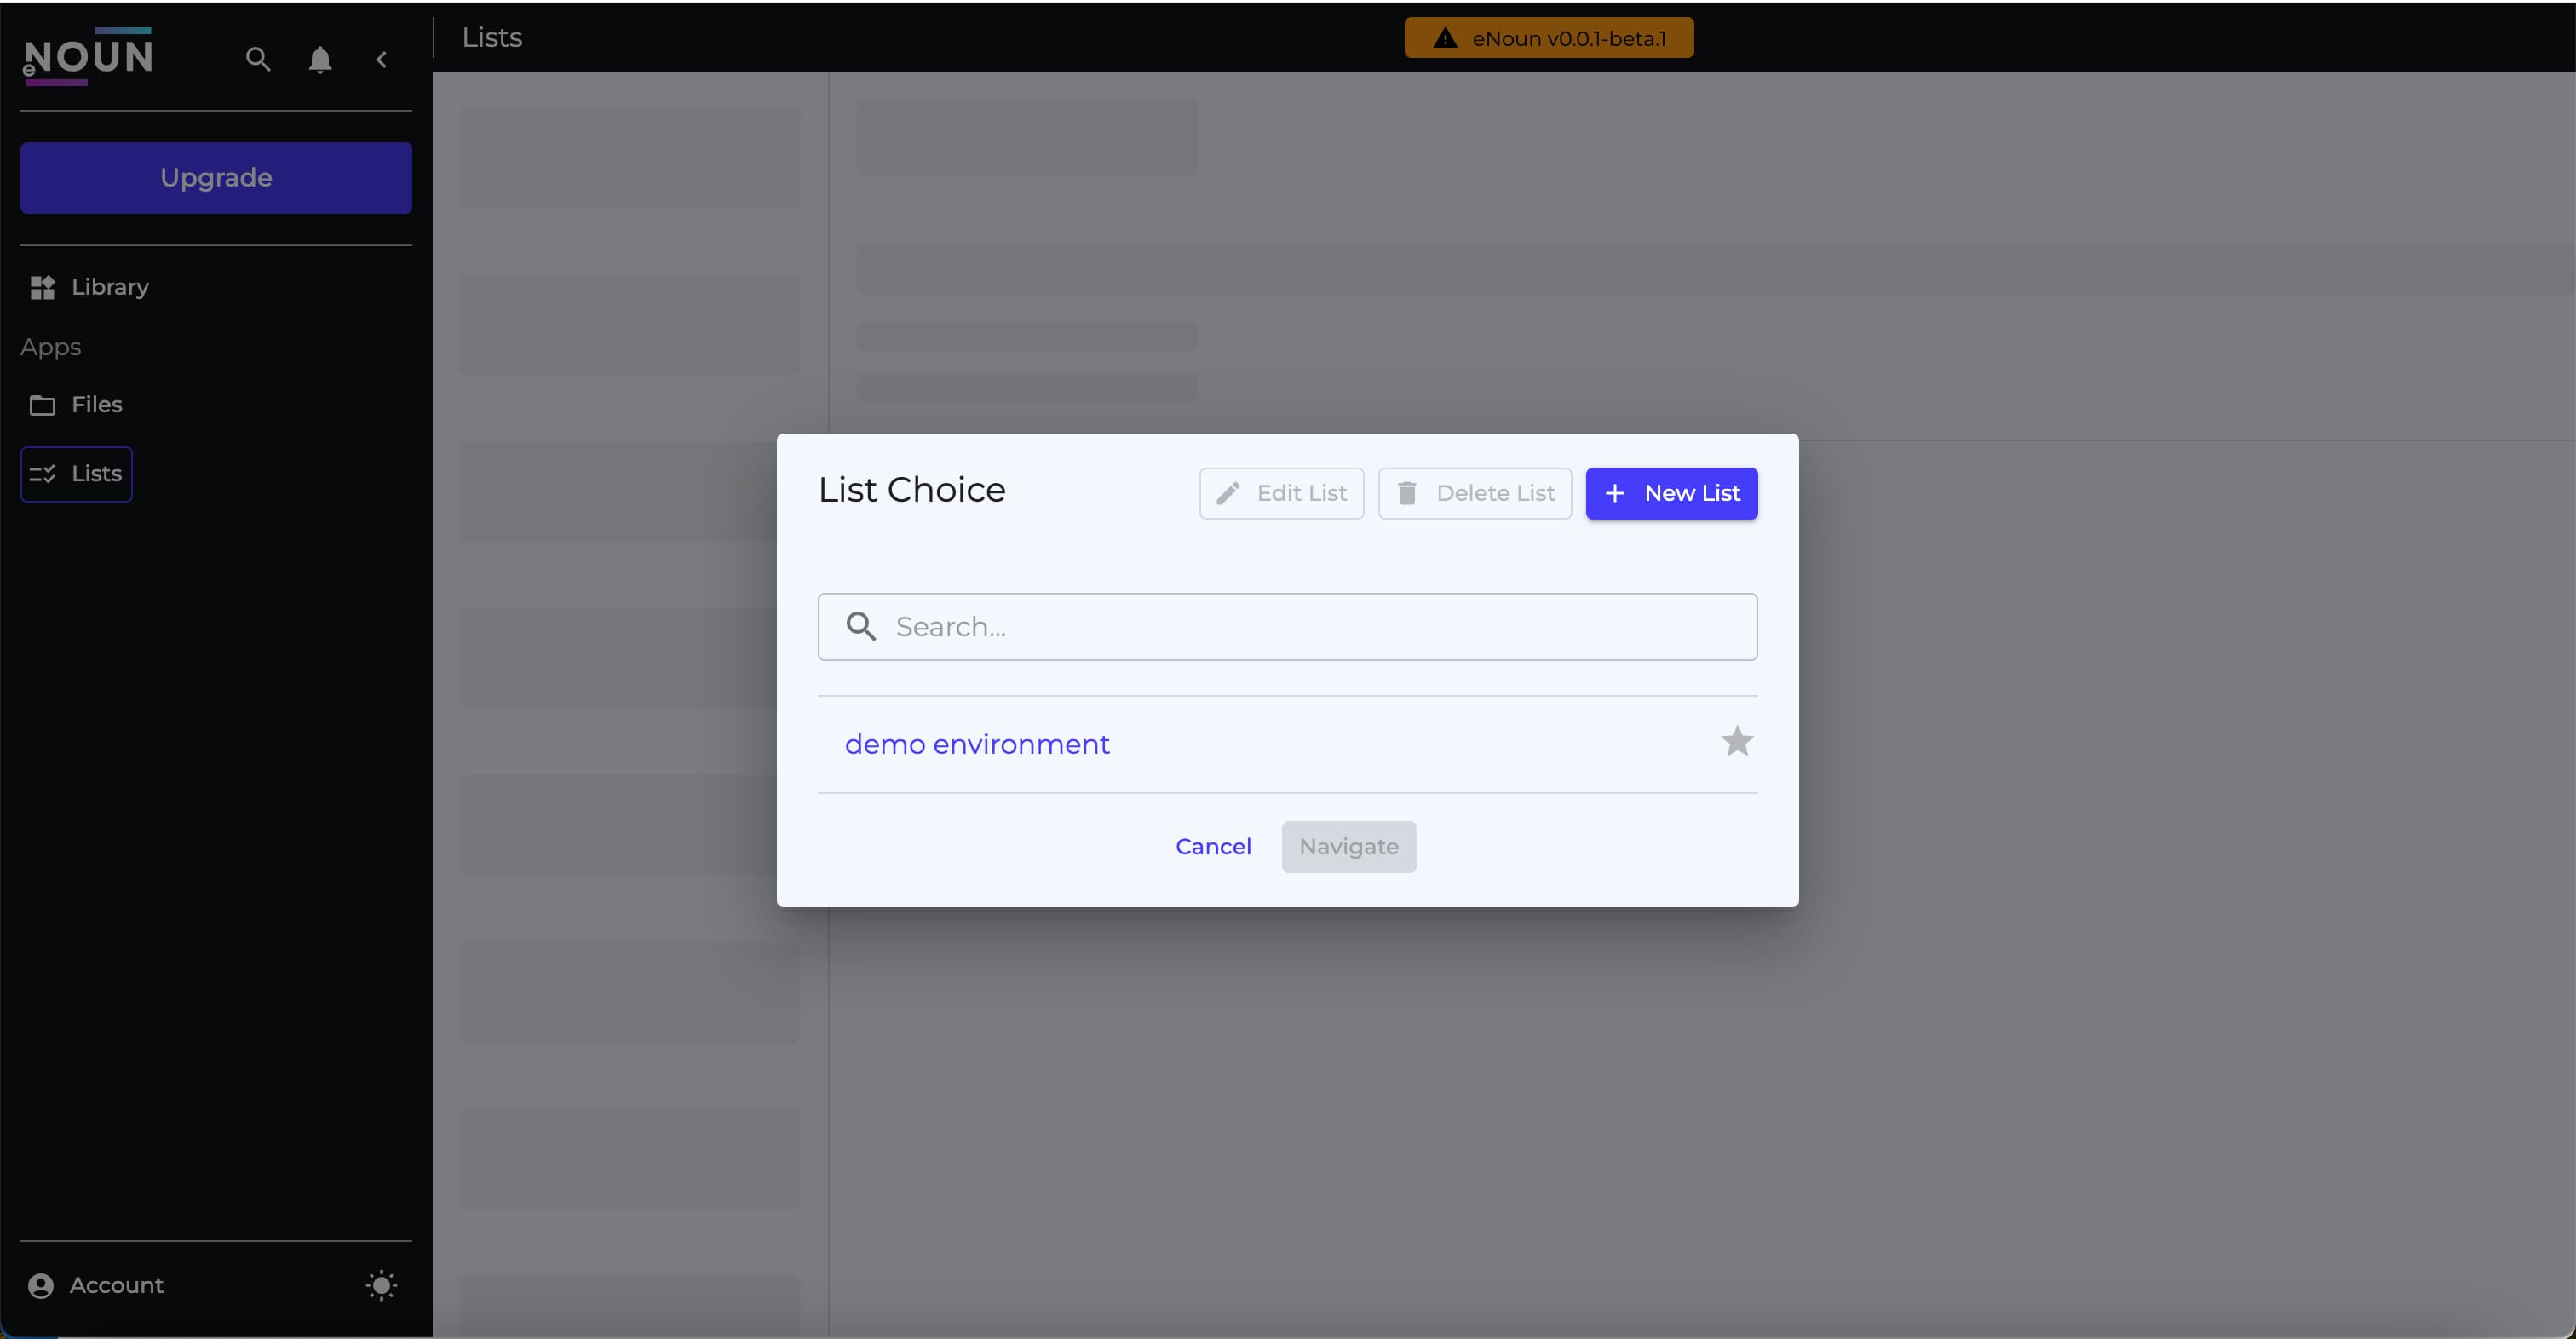 eNOUN
Lists
eNoun v0.0.1-beta.1
Upgrade
Library
Apps
Files
Lists
List Choice
Edit List
Delete List
New List
Search...
demo environment
Cancel
Navigate
Account